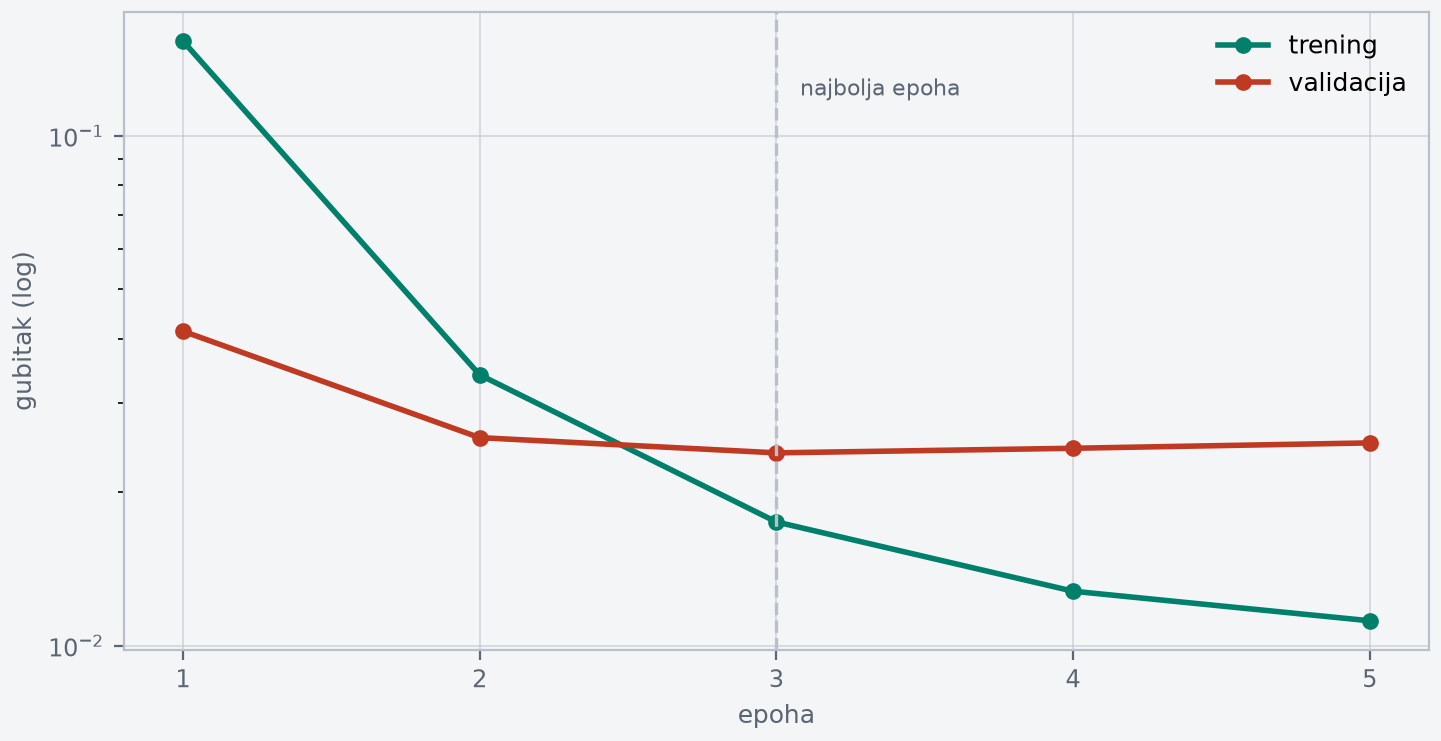 trening
validacija
najbolja epoha
10⁻¹
10⁻²
gubitak (log)
1 2 3 4 5
epoha